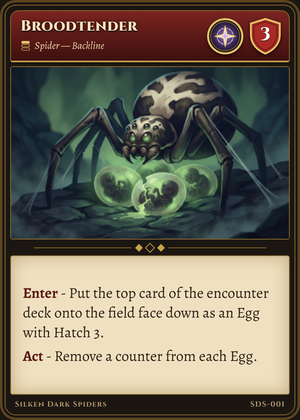 BROODTENDER
Spider — Backline
3
Enter - Put the top card of the encounter
deck onto the field face down as an Egg
with Hatch 3.
Act - Remove a counter from each Egg.
SILKEN DARK SPIDERS
SDS-001